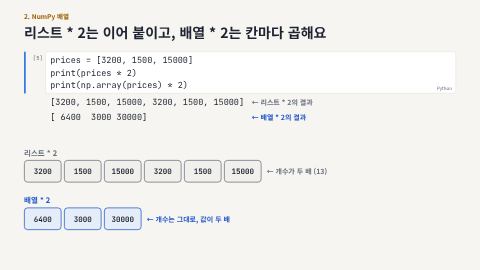 2. NumPy 배열
리스트 * 2는 이어 붙이고, 배열 * 2는 칸마다 곱해요
[5]
prices = [3200, 1500, 15000]
print(prices * 2)
print(np.array(prices) * 2)
Python
[3200, 1500, 15000, 3200, 1500, 15000] ← 리스트 * 2의 결과
[ 6400  3000 30000] ← 배열 * 2의 결과
리스트 * 2
3200 1500 15000 3200 1500 15000 ← 개수가 두 배 (13)
배열 * 2
6400 3000 30000 ← 개수는 그대로, 값이 두 배